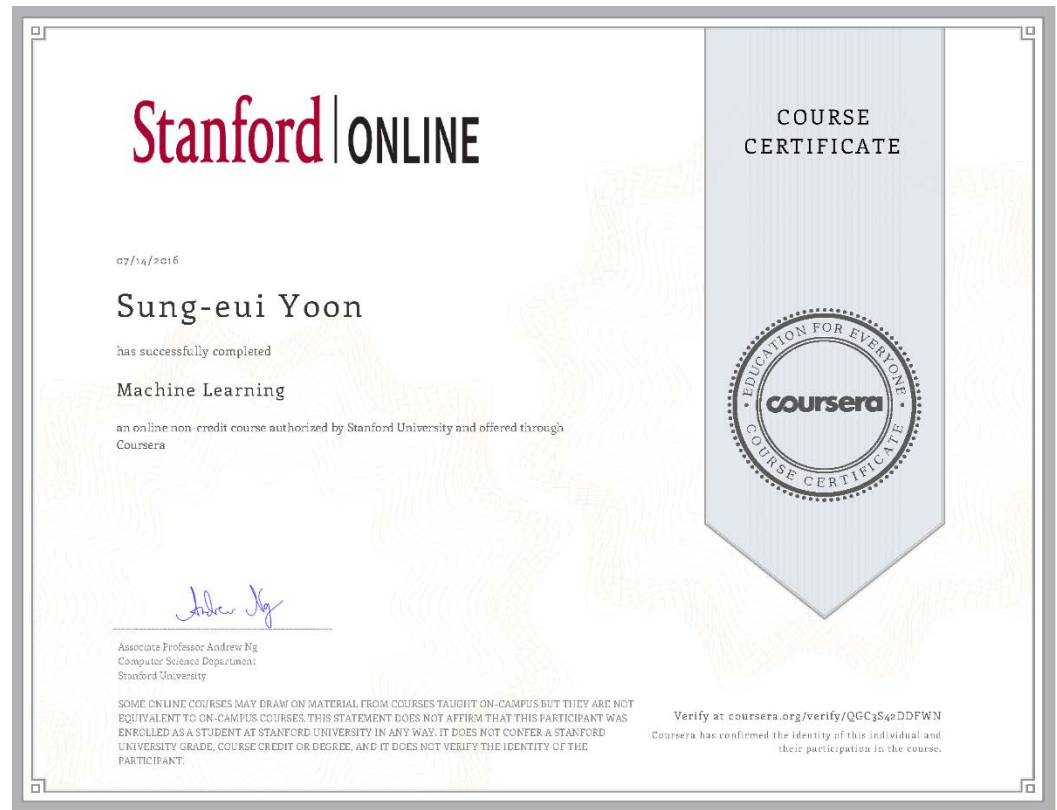 Stanford | ONLINE
COURSE
CERTIFICATE
07/14/2016
Sung-eui Yoon
has successfully completed
Machine Learning
an online non-credit course authorized by Stanford University and offered through
Coursera
EDUCATION FOR EVERYONE
coursera
COURSE CERTIFICATE
Andrew Ng
Associate Professor Andrew Ng
Computer Science Department
Stanford University
SOME ONLINE COURSES MAY DRAW ON MATERIAL FROM COURSES TAUGHT ON-CAMPUS BUT THEY ARE NOT
EQUIVALENT TO ON-CAMPUS COURSES. THIS STATEMENT DOES NOT AFFIRM THAT THIS PARTICIPANT WAS
ENROLLED AS A STUDENT AT STANFORD UNIVERSITY IN ANY WAY. IT DOES NOT CONFER A STANFORD
UNIVERSITY GRADE, COURSE CREDIT OR DEGREE, AND IT DOES NOT VERIFY THE IDENTITY OF THE
PARTICIPANT.
Verify at coursera.org/verify/QGC3S42DDFWN
Coursera has confirmed the identity of this individual and
their participation in the course.